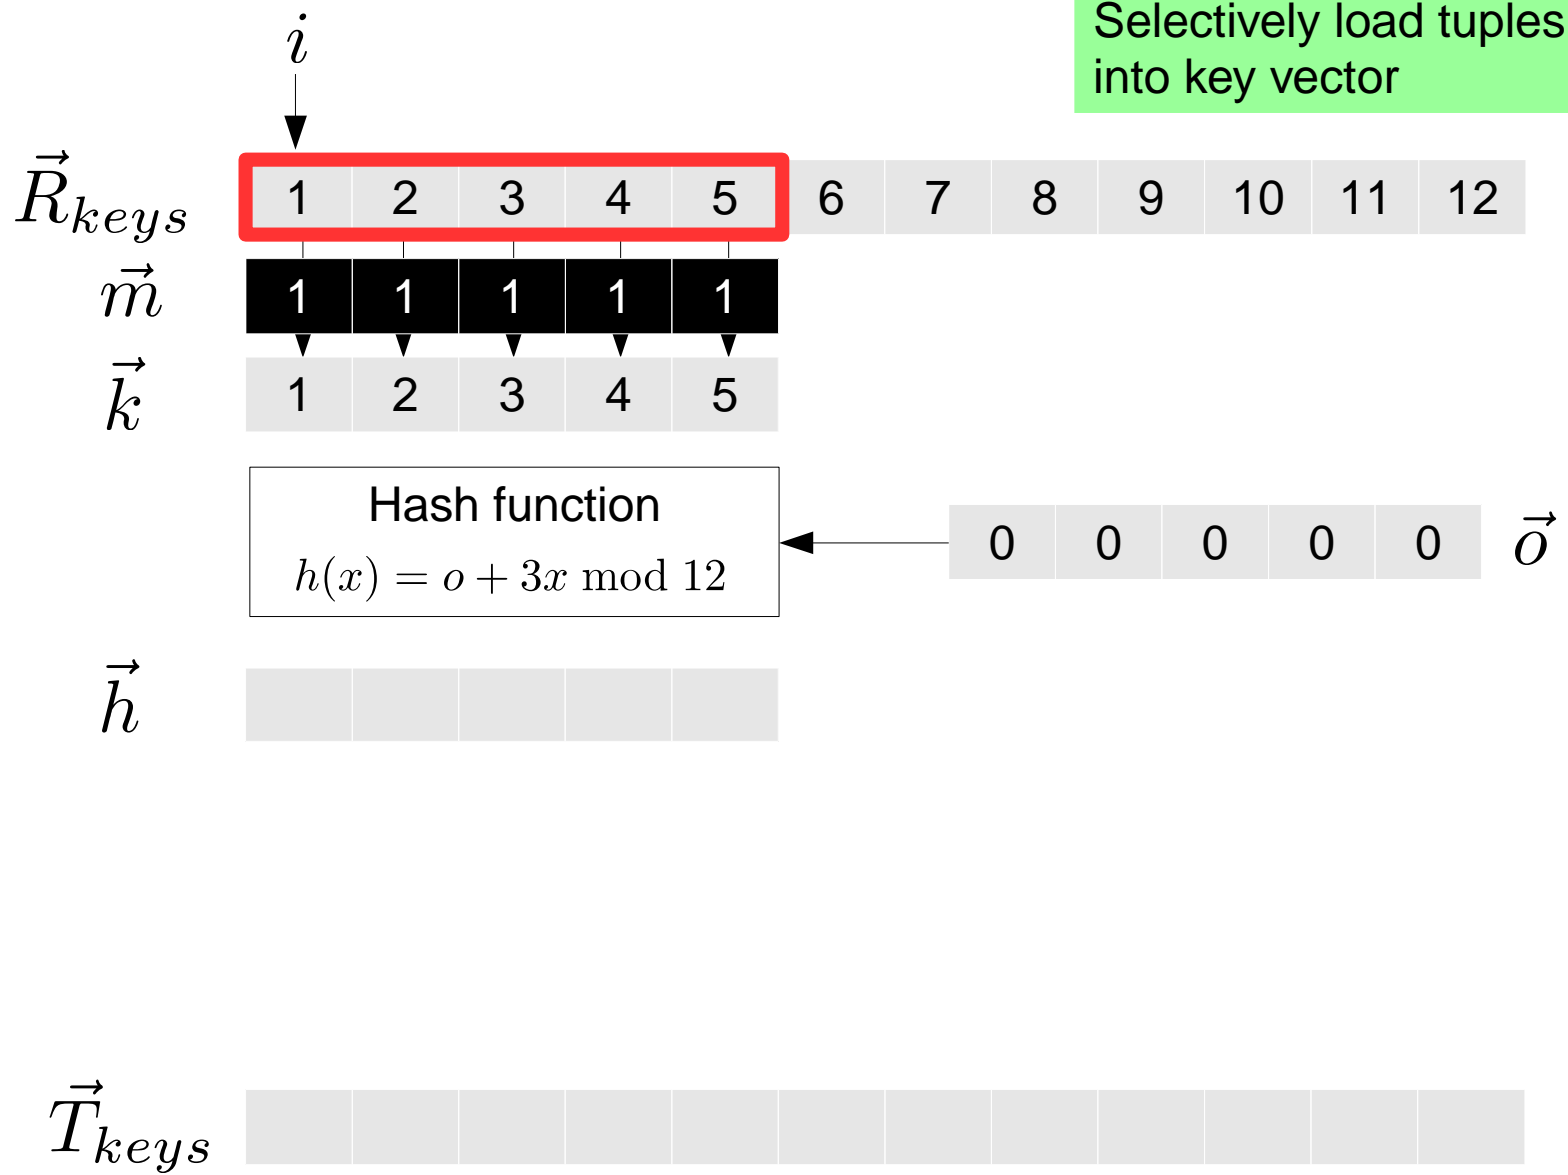 Selectively load tuples
into key vector
i
R⃗keys 1 2 3 4 5 6 7 8 9 10 11 12
m⃗ 1 1 1 1 1
k⃗ 1 2 3 4 5
Hash function
h(x) = o + 3x mod 12
0 0 0 0 0 o⃗
h⃗
T⃗keys